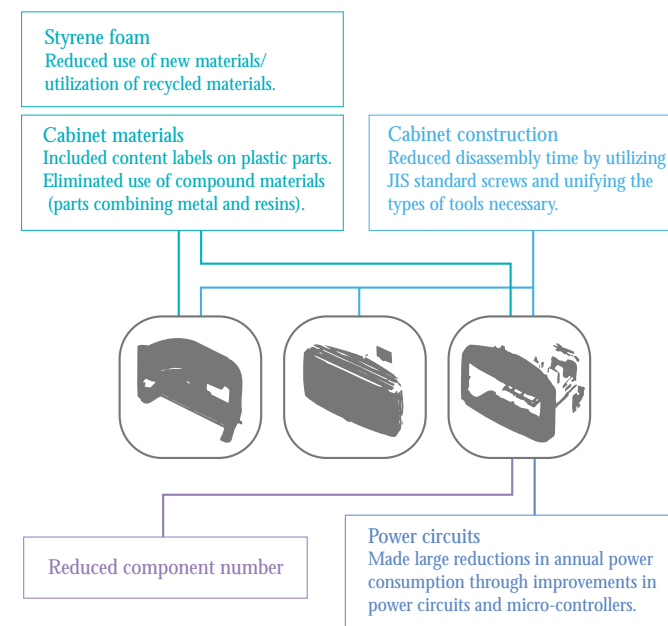 Styrene foam
Reduced use of new materials/
utilization of recycled materials.
Cabinet materials
Included content labels on plastic parts.
Eliminated use of compound materials
(parts combining metal and resins).
Cabinet construction
Reduced disassembly time by utilizing
JIS standard screws and unifying the
types of tools necessary.
Reduced component number
Power circuits
Made large reductions in annual power
consumption through improvements in
power circuits and micro-controllers.